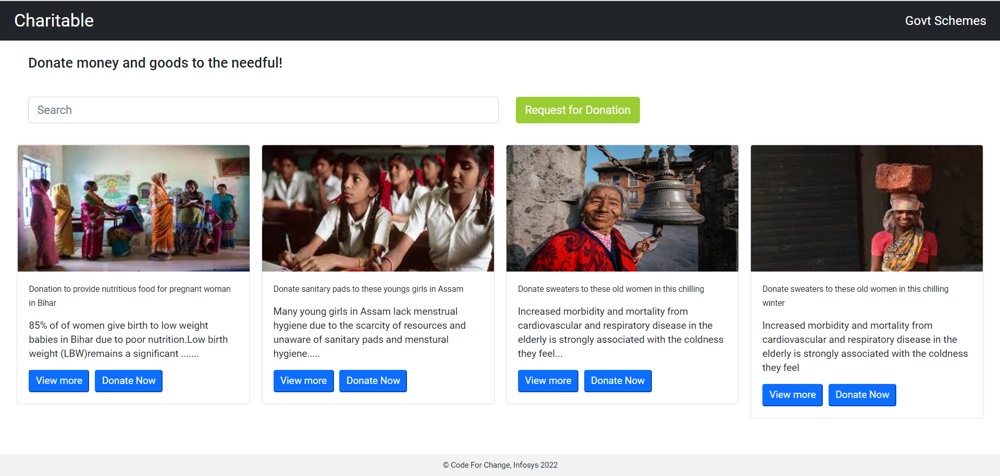 Charitable
Govt Schemes
Donate money and goods to the needful!
Search
Request for Donation
Donation to provide nutritious food for pregnant woman
in Bihar
85% of of women give birth to low weight
babies in Bihar due to poor nutrition.Low birth
weight (LBW)remains a significant .......
View more
Donate Now
Donate sanitary pads to these youngs girls in Assam
Many young girls in Assam lack menstrual
hygiene due to the scarcity of resources and
unaware of sanitary pads and menstural
hygiene.....
View more
Donate Now
Donate sweaters to these old women in this chilling
Increased morbidity and mortality from
cardiovascular and respiratory disease in the
elderly is strongly associated with the coldness
they feel...
View more
Donate Now
Donate sweaters to these old women in this chilling
winter
Increased morbidity and mortality from
cardiovascular and respiratory disease in the
elderly is strongly associated with the coldness
they feel
View more
Donate Now
© Code For Change, Infosys 2022